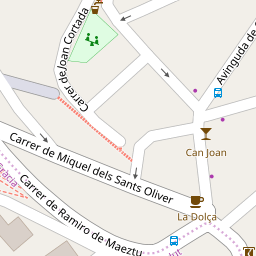 Carrer de Joan Cortada
Avinguda de
Can Joan
Carrer de Miquel dels Sants Oliver
La Dolça
Carrer de Ramiro de Maeztu